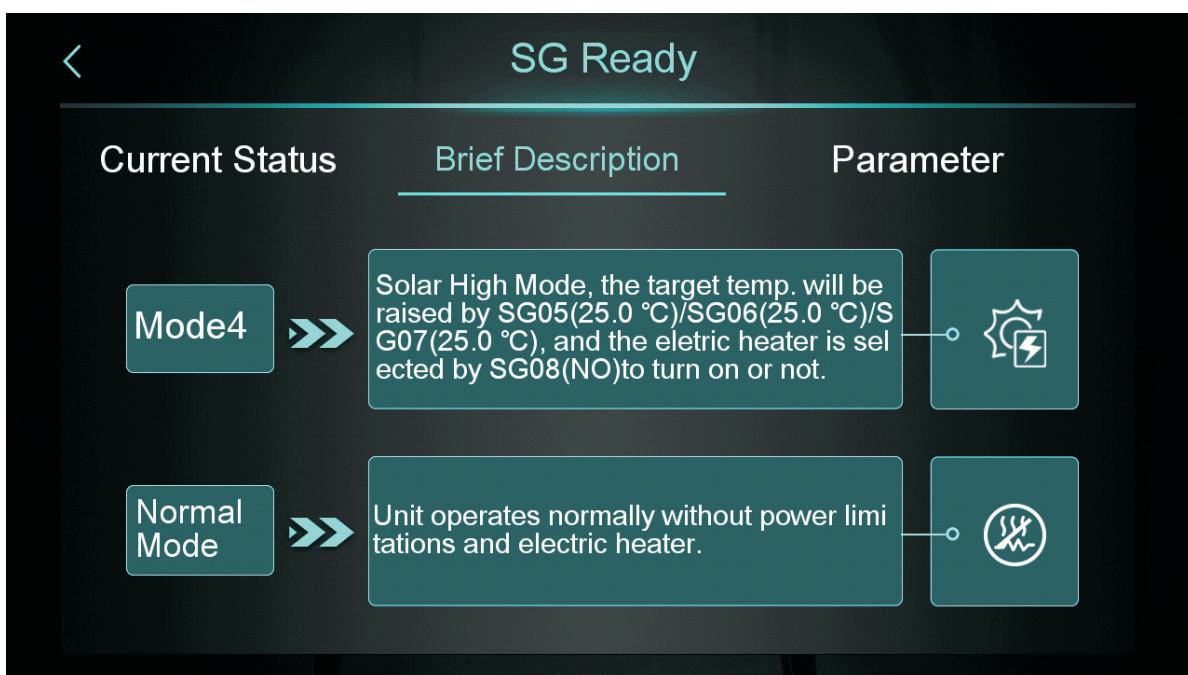 SG Ready
Current Status
Brief Description
Parameter
Mode4
Solar High Mode, the target temp. will be
raised by SG05(25.0 ℃)/SG06(25.0 ℃)/S
G07(25.0 ℃), and the eletric heater is sel
ected by SG08(NO)to turn on or not.
Normal
Mode
Unit operates normally without power limi
tations and electric heater.